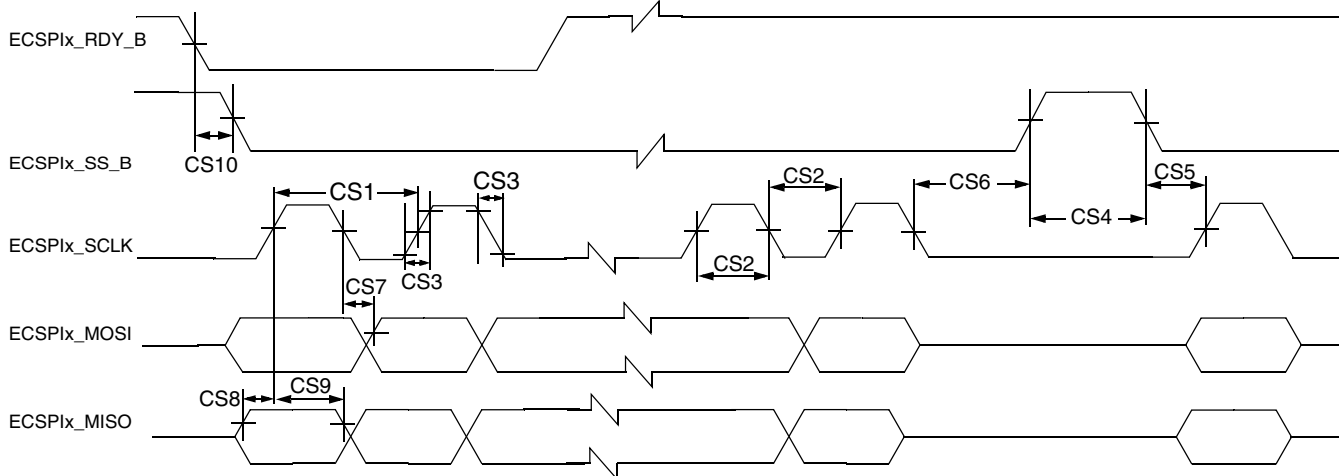 ECSPIx_RDY_B
CS10
ECSPIx_SS_B
CS1
CS3
CS2
CS6
CS5
CS4
ECSPIx_SCLK
CS3
CS2
CS7
ECSPIx_MOSI
CS8
CS9
ECSPIx_MISO